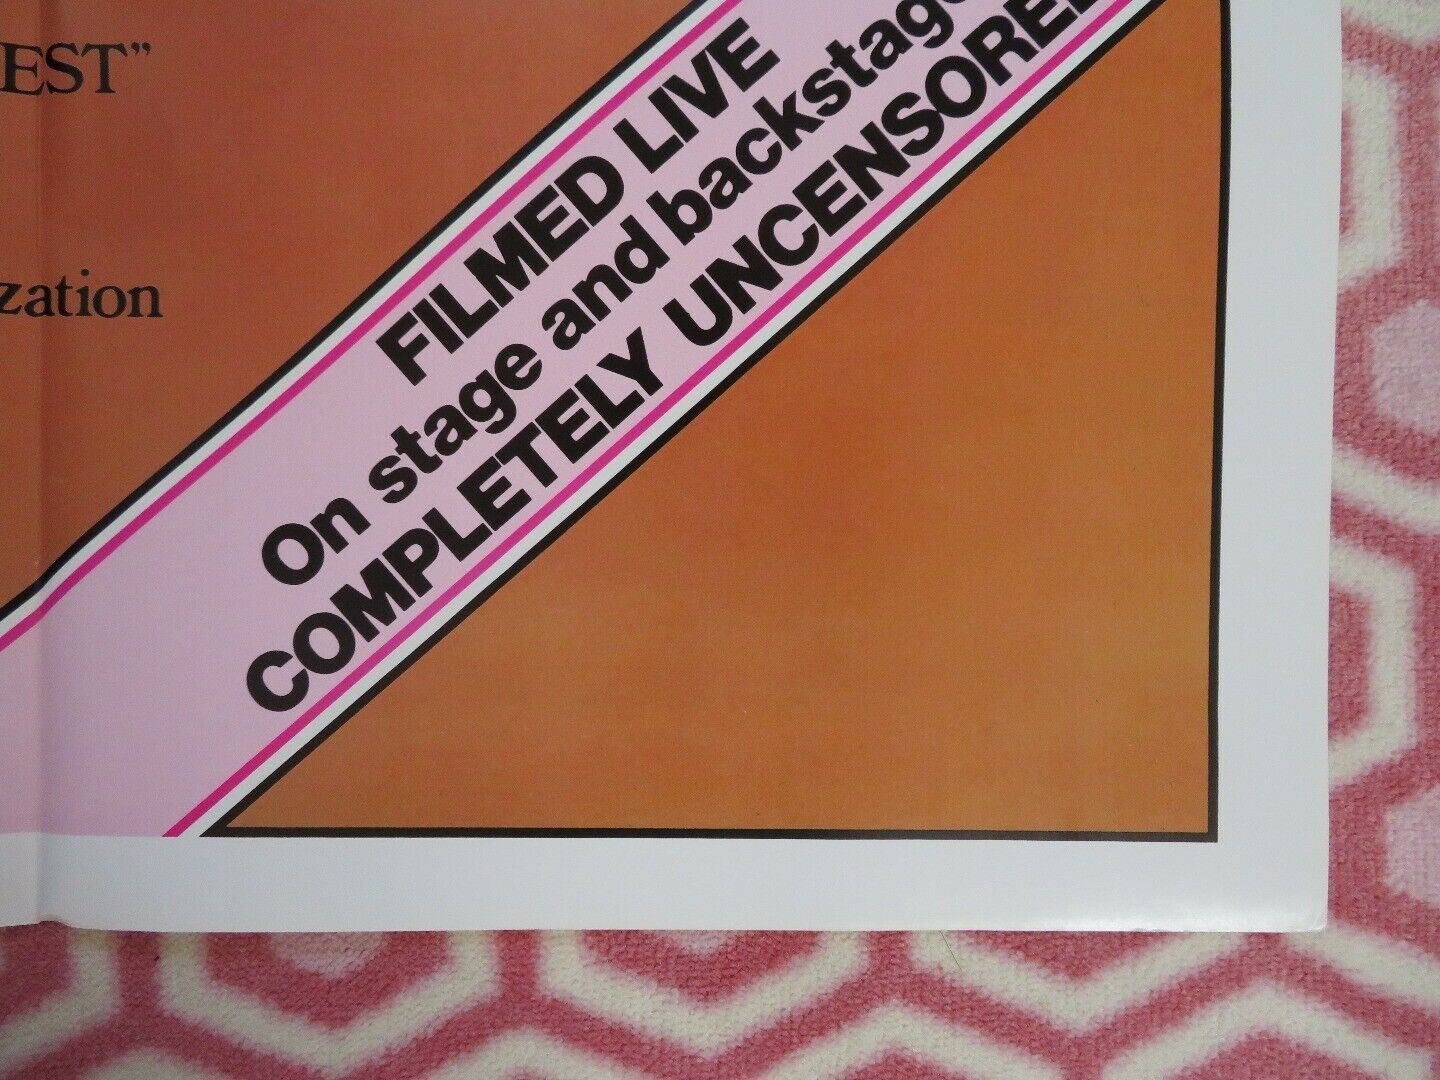 EST”
zation
FILMED LIVE
On stage and backstage
COMPLETELY UNCENSORED